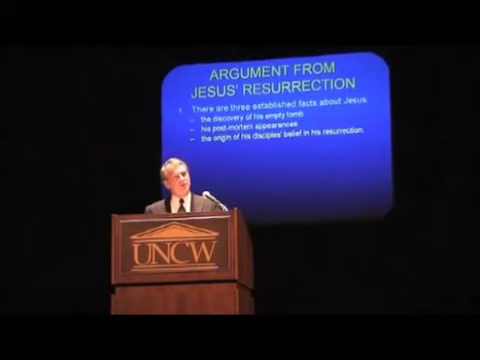 ARGUMENT FROM
JESUS' RESURRECTION
1. There are three established facts about Jesus:
– the discovery of his empty tomb
– his post-mortem appearances
– the origin of his disciples' belief in his resurrection.
UNCW